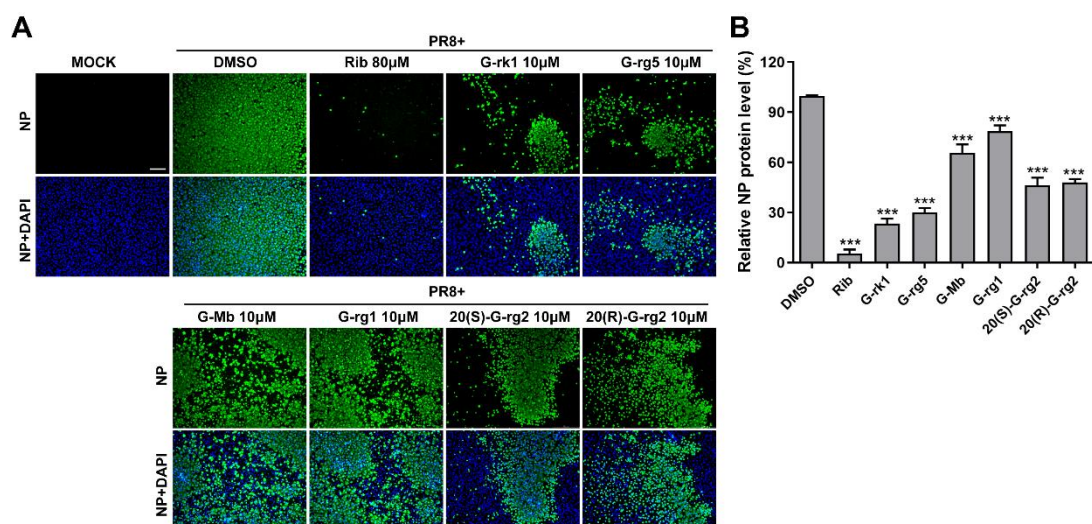 A
PR8+
MOCK DMSO Rib 80μM G-rk1 10μM G-rg5 10μM
NP
NP+DAPI
PR8+
G-Mb 10μM G-rg1 10μM 20(S)-G-rg2 10μM 20(R)-G-rg2 10μM
NP
NP+DAPI
B
Relative NP protein level (%)
120
90
60
30
0
***
***
***
***
***
***
***
DMSO
Rib
G-rk1
G-rg5
G-Mb
G-rg1
20(S)-G-rg2
20(R)-G-rg2